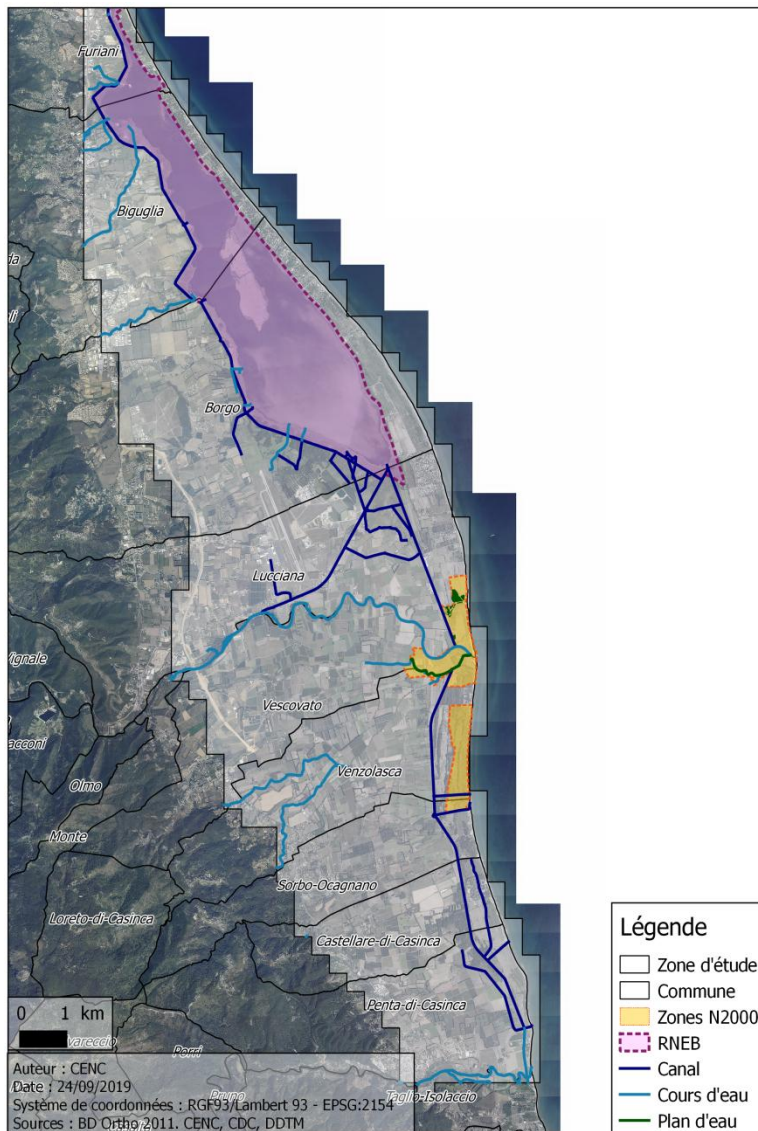 Furiani
Biguglia
Borgo
Lucciana
Vignale
Vescovato
Venzolasca
Olmo
Monte
Sorbo-Ocagnano
Loreto-di-Casinca
Castellare-di-Casinca
Penta-di-Casinca
Porri
Pruno
Taglio-Isolaccio
0 1 km
Auteur : CENC
Date : 24/09/2019
Système de coordonnées : RGF93/Lambert 93 - EPSG:2154
Sources : BD Ortho 2011. CENC, CDC, DDTM
Légende
Zone d'étude
Commune
Zones N2000
RNEB
Canal
Cours d'eau
Plan d'eau